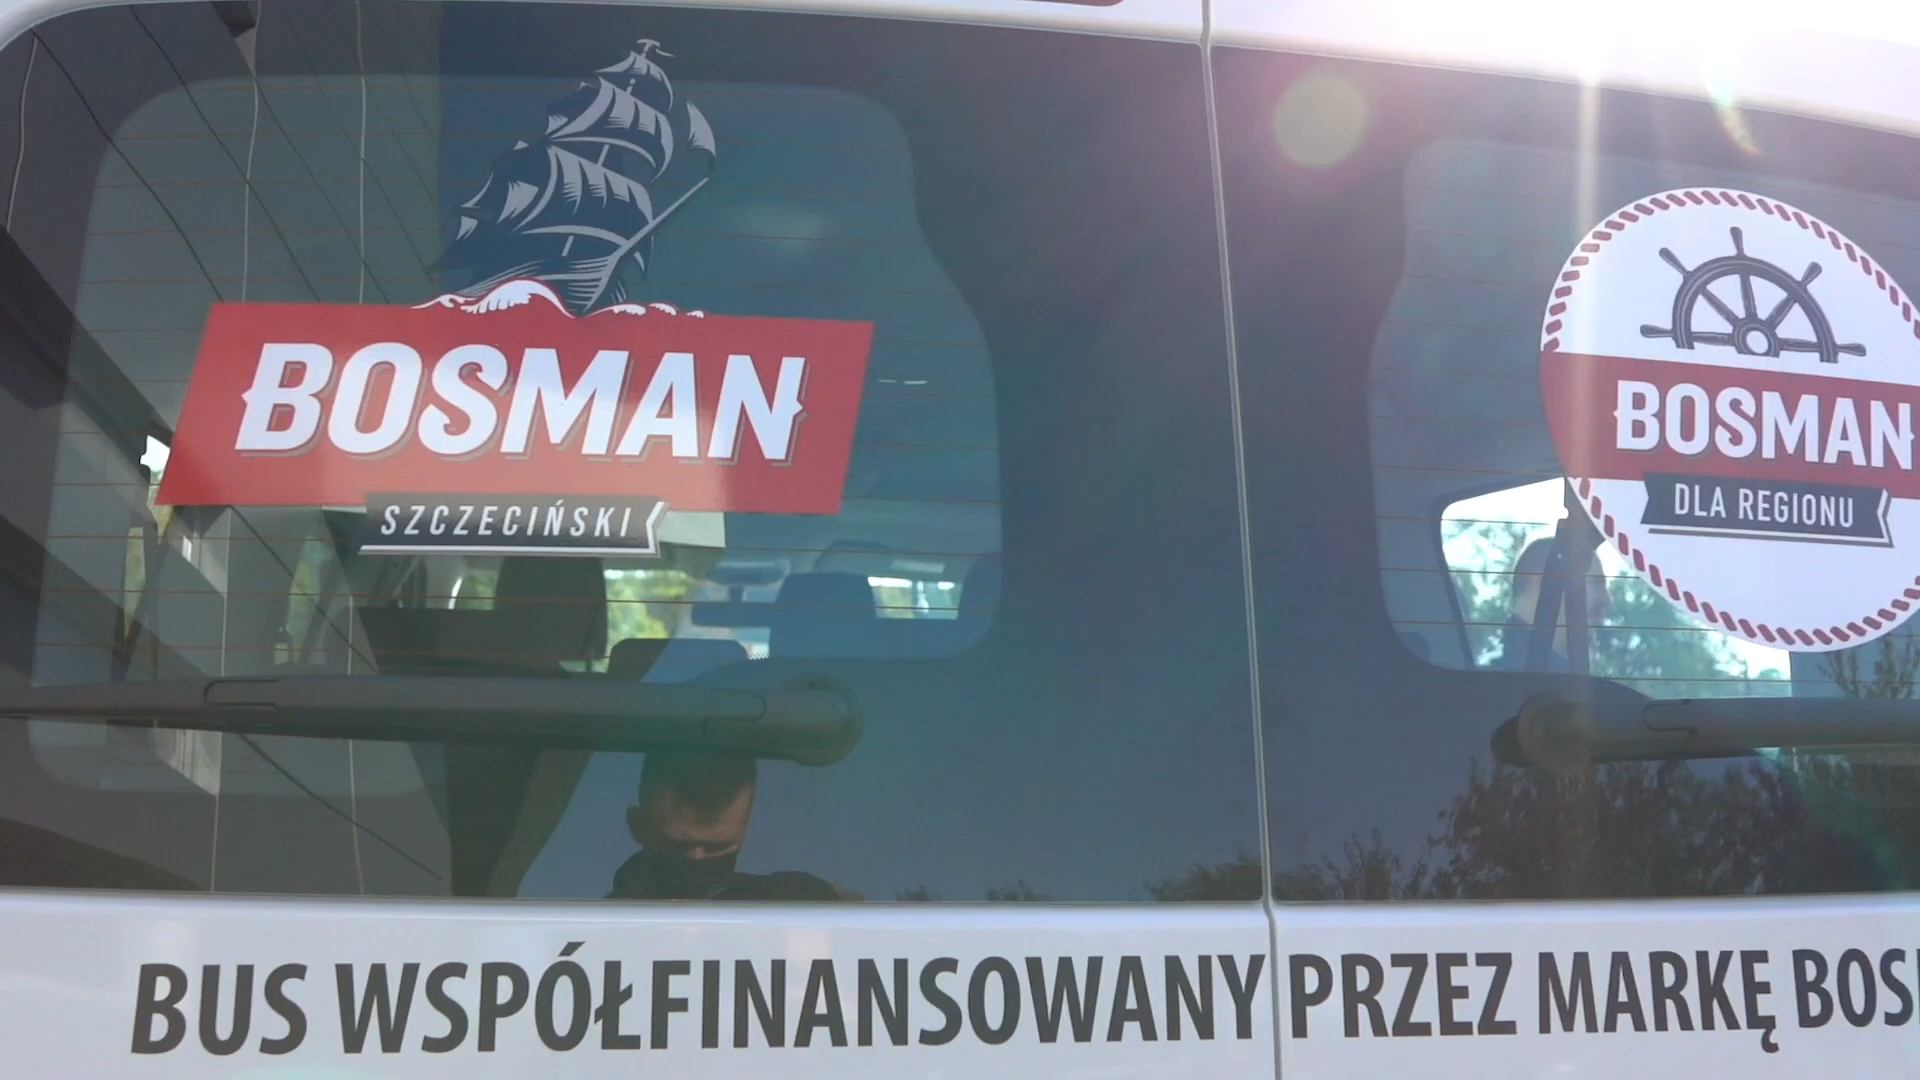 BOSMAN
SZCZECIŃSKI
BOSMAN
DLA REGIONU
BUS WSPÓŁFINANSOWANY PRZEZ MARKĘ